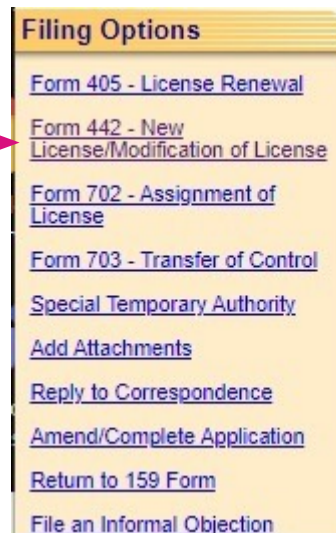 Filing Options
Form 405 - License Renewal
Form 442 - New
License/Modification of License
Form 702 - Assignment of
License
Form 703 - Transfer of Control
Special Temporary Authority
Add Attachments
Reply to Correspondence
Amend/Complete Application
Return to 159 Form
File an Informal Objection